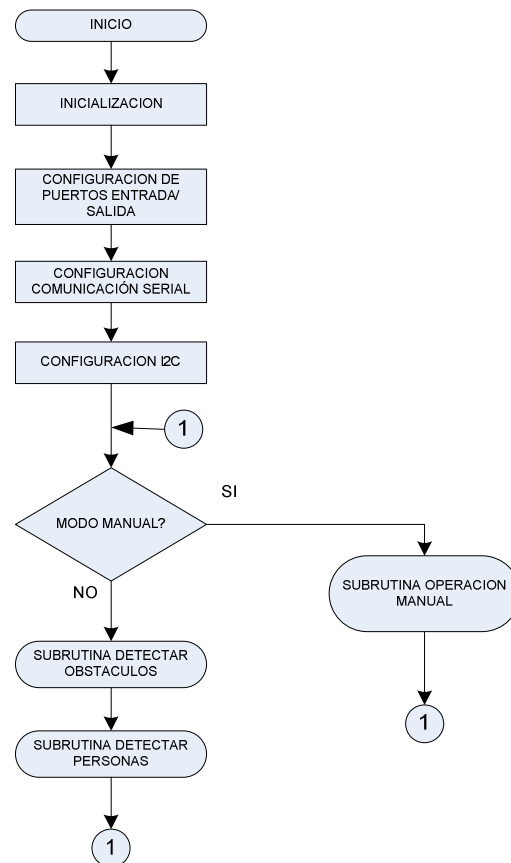 INICIO
INICIALIZACION
CONFIGURACION DE
PUERTOS ENTRADA/
SALIDA
CONFIGURACION
COMUNICACIÓN SERIAL
CONFIGURACION I2C
1
MODO MANUAL?
SI
NO
SUBRUTINA OPERACION
MANUAL
1
SUBRUTINA DETECTAR
OBSTACULOS
SUBRUTINA DETECTAR
PERSONAS
1